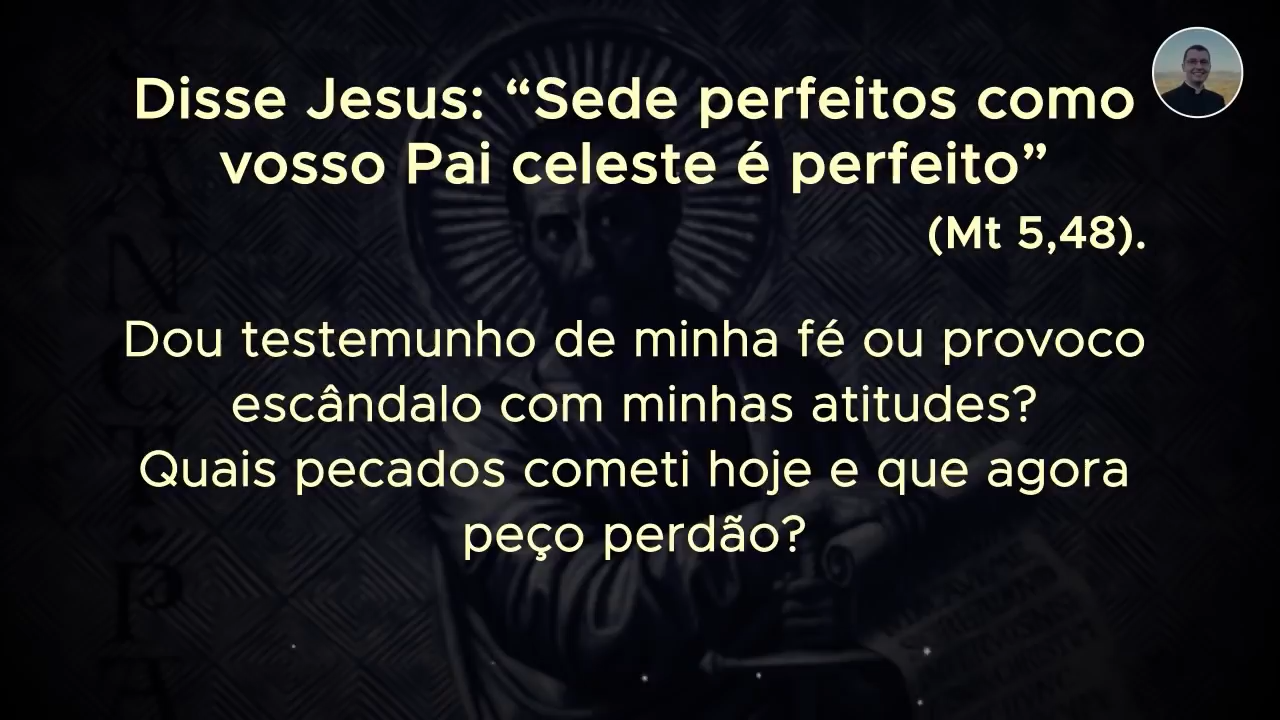 Disse Jesus: “Sede perfeitos como
vosso Pai celeste é perfeito”
(Mt 5,48).
Dou testemunho de minha fé ou provoco
escândalo com minhas atitudes?
Quais pecados cometi hoje e que agora
peço perdão?